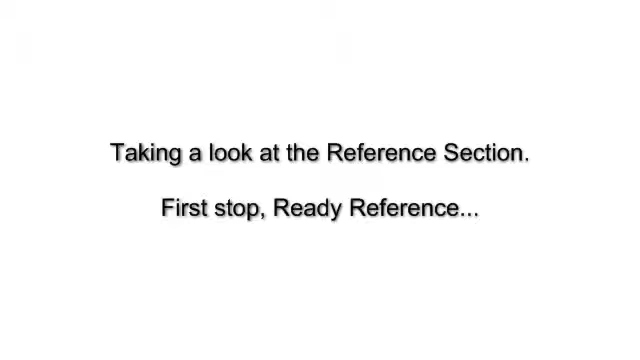 Taking a look at the Reference Section.
First stop, Ready Reference...